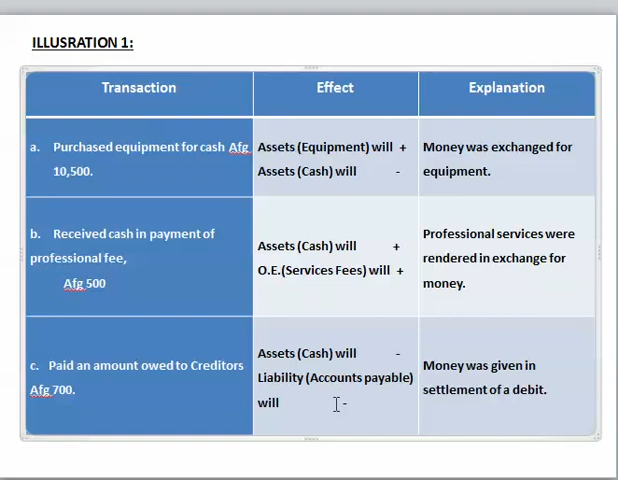 ILLUSRATION 1:
Transaction
Effect
Explanation
a. Purchased equipment for cash Afg
10,500.
Assets (Equipment) will +
Assets (Cash) will -
Money was exchanged for
equipment.
b. Received cash in payment of
professional fee,
Afg 500
Assets (Cash) will +
O.E.(Services Fees) will +
Professional services were
rendered in exchange for
money.
c. Paid an amount owed to Creditors
Afg 700.
Assets (Cash) will -
Liability (Accounts payable)
will -
Money was given in
settlement of a debit.